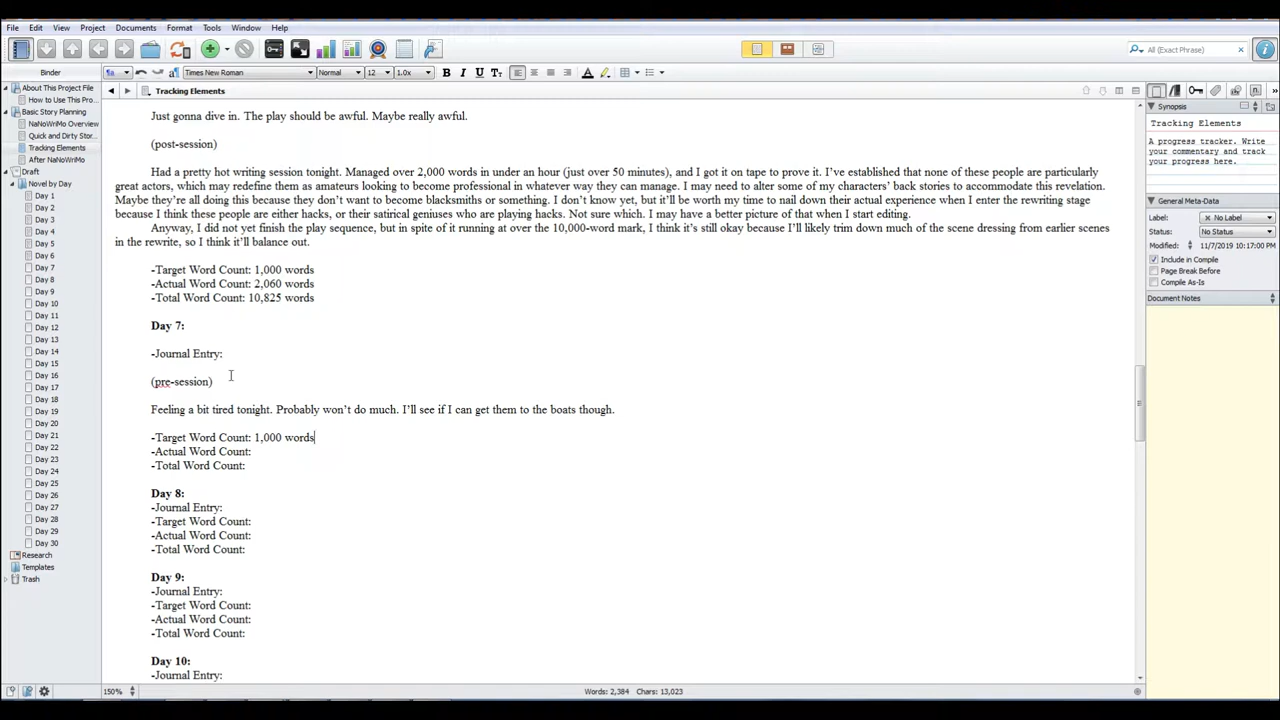 File Edit View Project Documents Format Tools Window Help
All (Exact Phrase)
Binder
Times New Roman Normal 12 1.0x B I U T
About This Project File
How to Use This Pro...
Basic Story Planning
NaNoWriMo Overview
Quick and Dirty Stor...
Tracking Elements
After NaNoWriMo
Draft
Novel by Day
Day 1
Day 2
Day 3
Day 4
Day 5
Day 6
Day 7
Day 8
Day 9
Day 10
Day 11
Day 12
Day 13
Day 14
Day 15
Day 16
Day 17
Day 18
Day 19
Day 20
Day 21
Day 22
Day 23
Day 24
Day 25
Day 26
Day 27
Day 28
Day 29
Day 30
Research
Templates
Trash
Tracking Elements
Just gonna dive in. The play should be awful. Maybe really awful.
(post-session)
Had a pretty hot writing session tonight. Managed over 2,000 words in under an hour (just over 50 minutes), and I got it on tape to prove it. I've established that none of these people are particularly
great actors, which may redefine them as amateurs looking to become professional in whatever way they can manage. I may need to alter some of my characters' back stories to accommodate this revelation.
Maybe they're all doing this because they don't want to become blacksmiths or something. I don't know yet, but it'll be worth my time to nail down their actual experience when I enter the rewriting stage
because I think these people are either hacks, or their satirical geniuses who are playing hacks. Not sure which. I may have a better picture of that when I start editing.
Anyway, I did not yet finish the play sequence, but in spite of it running at over the 10,000-word mark, I think it's still okay because I'll likely trim down much of the scene dressing from earlier scenes
in the rewrite, so I think it'll balance out.
-Target Word Count: 1,000 words
-Actual Word Count: 2,060 words
-Total Word Count: 10,825 words
Day 7:
-Journal Entry:
(pre-session)
Feeling a bit tired tonight. Probably won't do much. I'll see if I can get them to the boats though.
-Target Word Count: 1,000 words
-Actual Word Count:
-Total Word Count:
Day 8:
-Journal Entry:
-Target Word Count:
-Actual Word Count:
-Total Word Count:
Day 9:
-Journal Entry:
-Target Word Count:
-Actual Word Count:
-Total Word Count:
Day 10:
-Journal Entry:
150%
Words: 2,384 Chars: 13,023
Synopsis
Tracking Elements
A progress tracker. Write
your commentary and track
your progress here.
General Meta-Data
Label: No Label
Status: No Status
Modified: 11/7/2019 10:17:00 PM
Include in Compile
Page Break Before
Compile As-Is
Document Notes